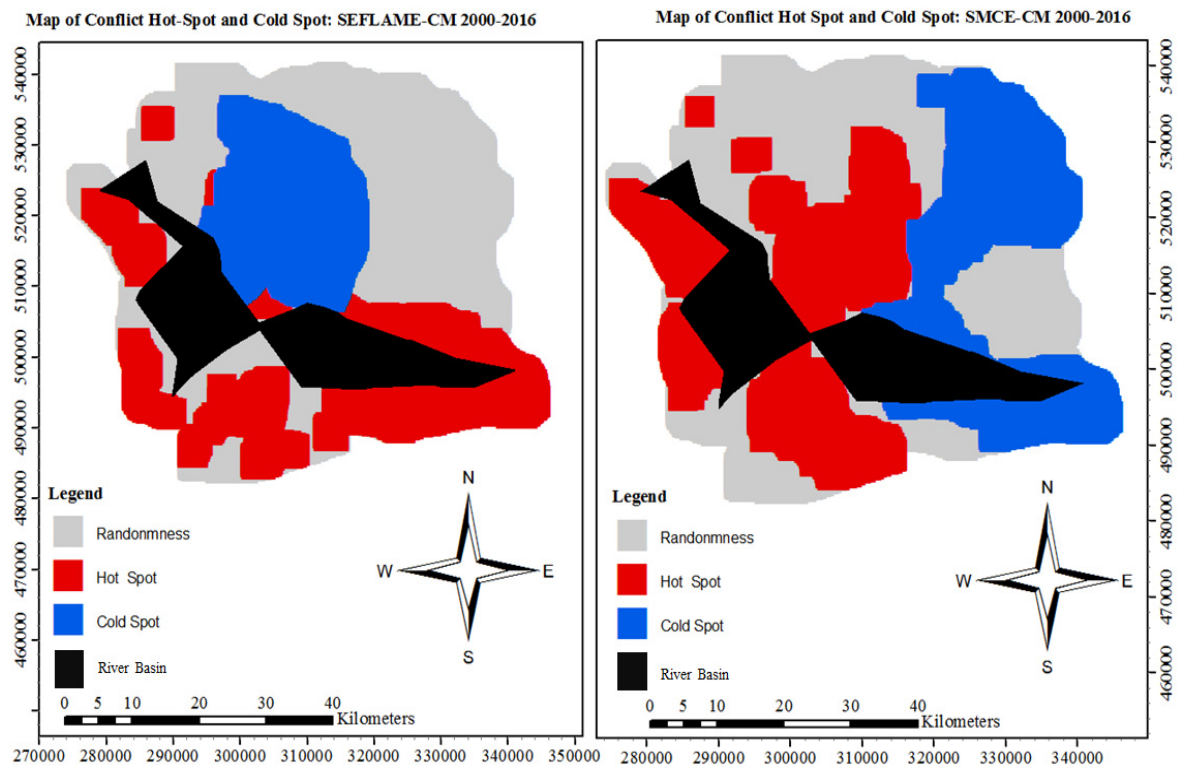 Map of Conflict Hot-Spot and Cold Spot: SEFLAME-CM 2000-2016
540000
530000
520000
510000
500000
490000
480000
470000
460000
Legend
Randonmness
Hot Spot
Cold Spot
River Basin
N
W
E
S
0 5 10 20 30 40
Kilometers
270000 280000 290000 300000 310000 320000 330000 340000 350000
Map of Conflict Hot Spot and Cold Spot: SMCE-CM 2000-2016
540000
530000
520000
510000
500000
490000
480000
470000
460000
Legend
Randonmness
Hot Spot
Cold Spot
River Basin
N
W
E
S
0 5 10 20 30 40
Kilometers
280000 290000 300000 310000 320000 330000 340000